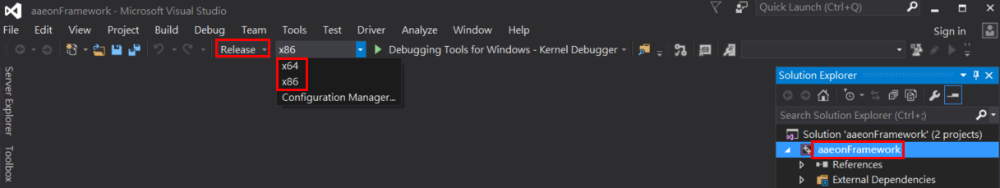 aaeonFramework - Microsoft Visual Studio
Quick Launch (Ctrl+Q)
File Edit View Project Build Debug Team Tools Test Driver Analyze Window Help
Sign in
Release x86 Debugging Tools for Windows - Kernel Debugger
x64
x86
Configuration Manager...
Server Explorer
Toolbox
Solution Explorer
Search Solution Explorer (Ctrl+;)
Solution 'aaeonFramework' (2 projects)
aaeonFramework
References
External Dependencies